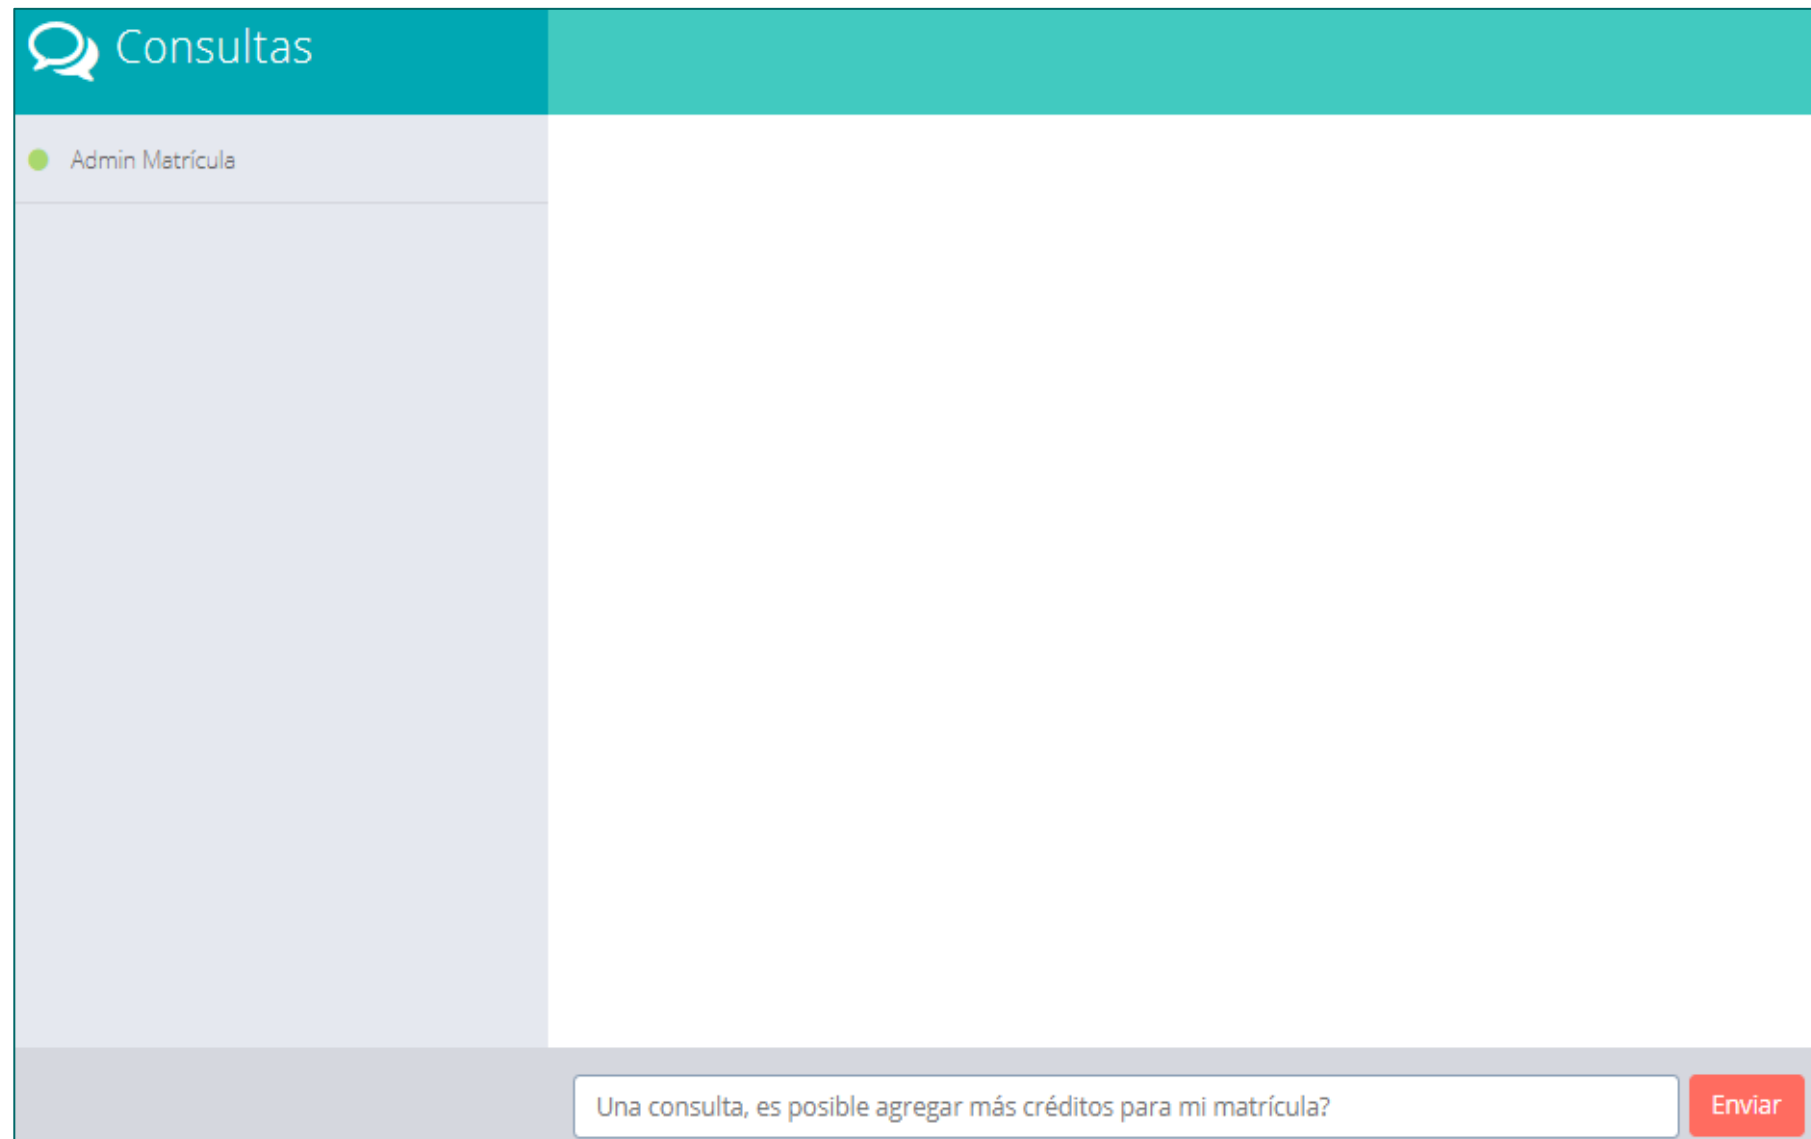 Consultas
Admin Matrícula
Una consulta, es posible agregar más créditos para mi matrícula?
Enviar